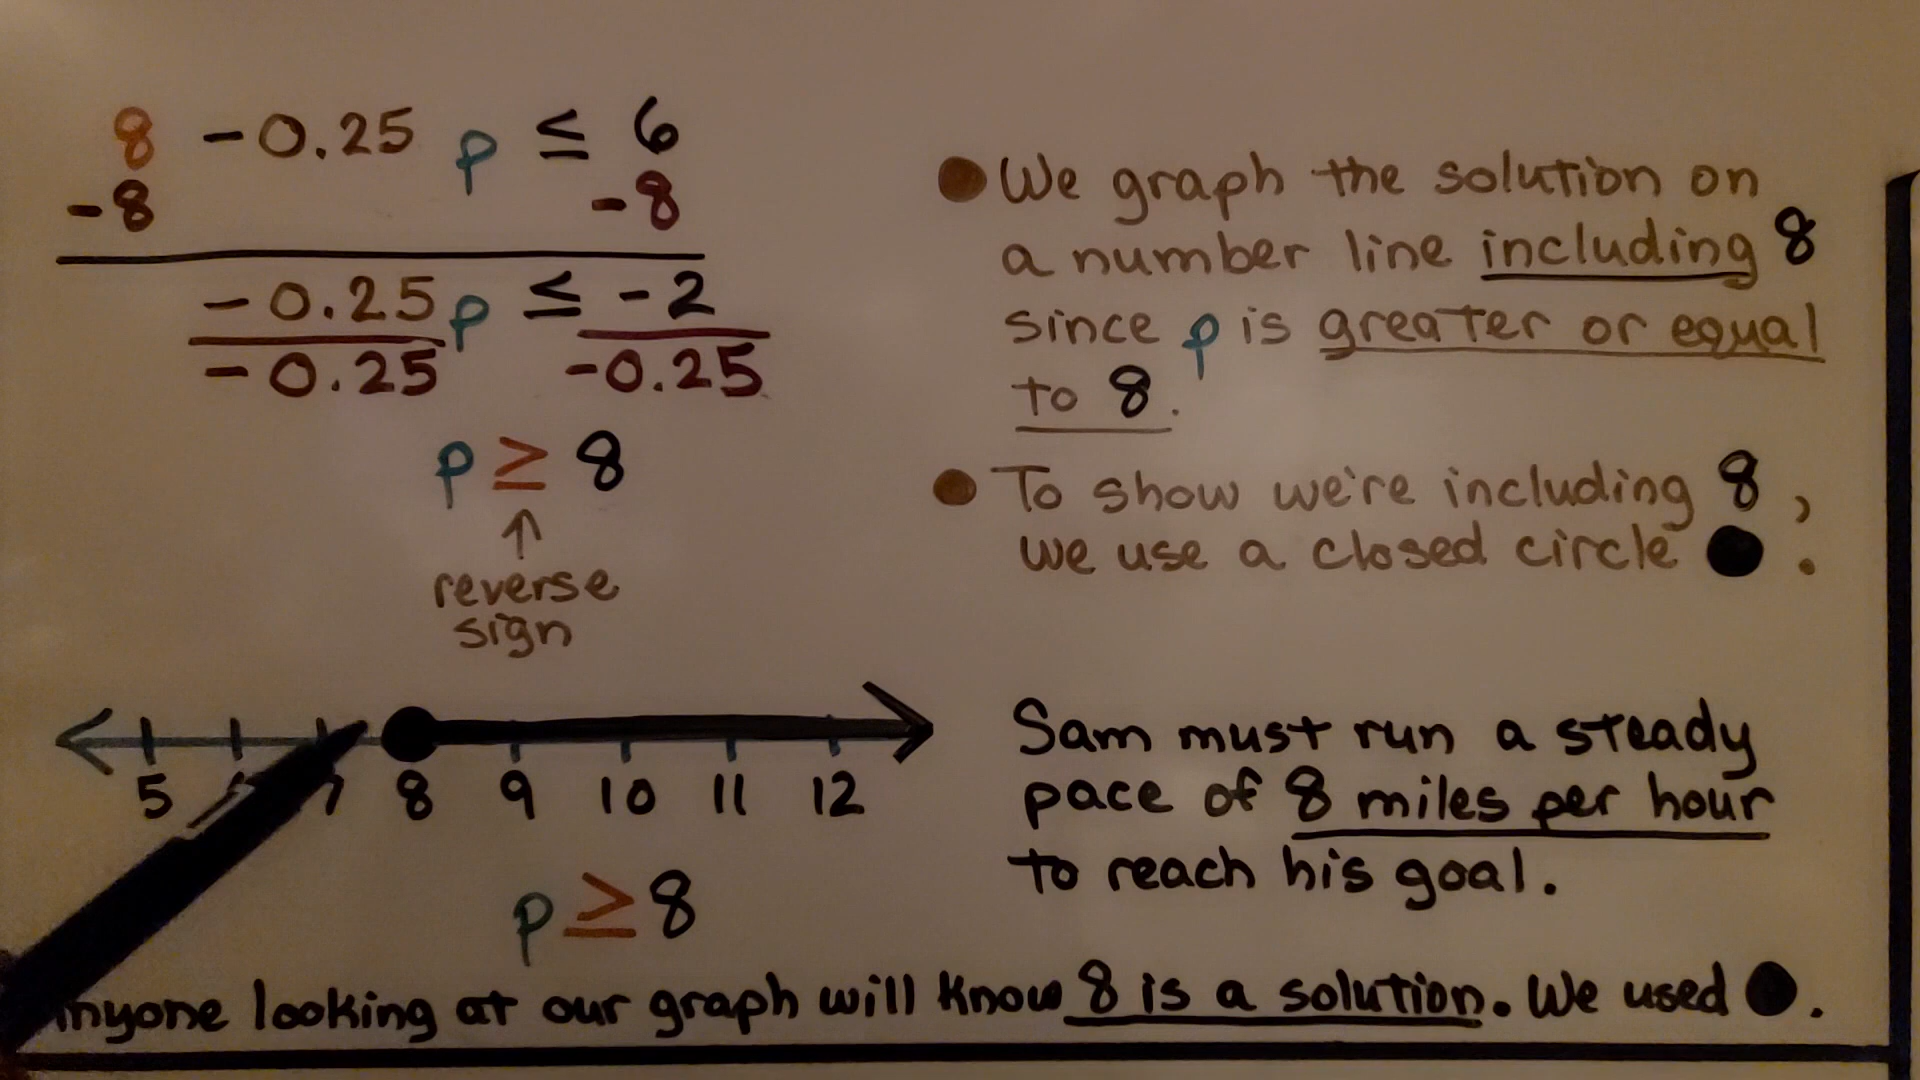 8 -0.25 p ≤ 6
-8 -8
-0.25 p ≤ -2
-0.25 -0.25
p ≥ 8
↑
reverse
sign
5 7 8 9 10 11 12
p ≥ 8
● We graph the solution on
a number line including 8
since p is greater or equal
to 8.
● To show we're including 8,
we use a closed circle ●.
Sam must run a steady
pace of 8 miles per hour
to reach his goal.
nyone looking at our graph will know 8 is a solution. We used ●.